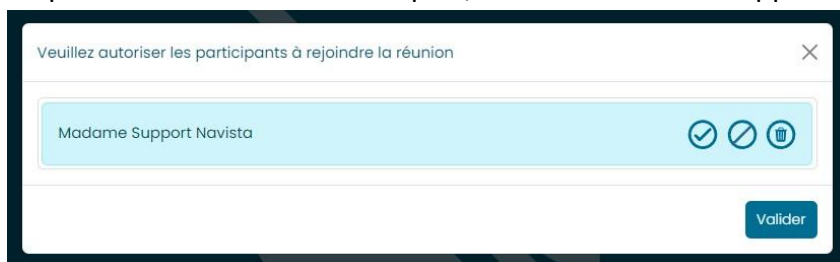 Veuillez autoriser les participants à rejoindre la réunion
Madame Support Navista
Valider